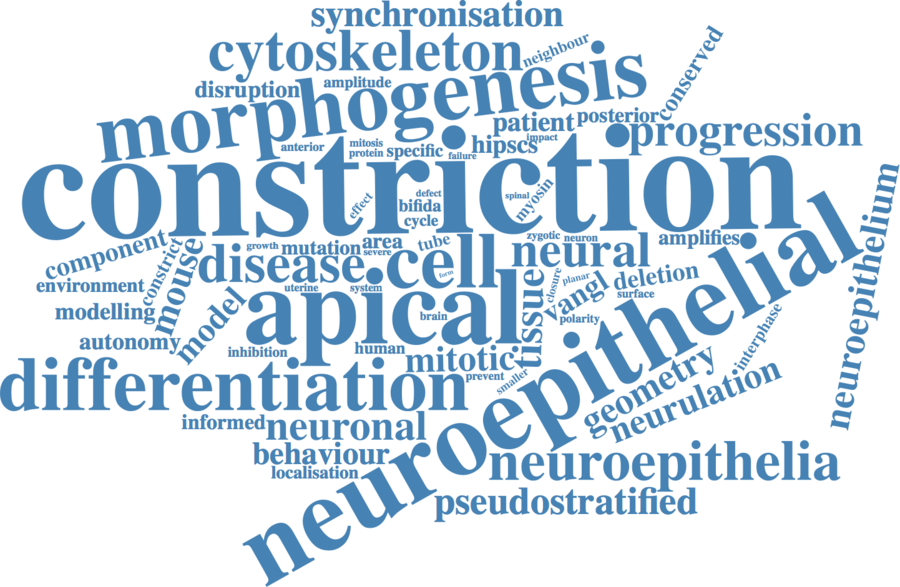 synchronisation
cytoskeleton
neighbour
conserved
disruption
amplitude
morphogenesis
patient
posterior
impact
progression
anterior
mitosis
protein
specific
failure
hipscs
constriction
effect
defect
bifida
cycle
spinal
myosin
component
constrict
mouse
growth
mutation
area
severe
tube
zygotic
neuron
amplifies
neuroepithelium
disease
cell
form
neural
environment
uterine
system
closure
planar
deletion
surface
vangl
modelling
model
apical
brain
tissue
polarity
neuroepithelial
autonomy
inhibition
human
mitotic
prevent
smaller
interphase
differentiation
geometry
neurulation
informed
neuronal
behaviour
localisation
neuroepithelia
pseudostratified